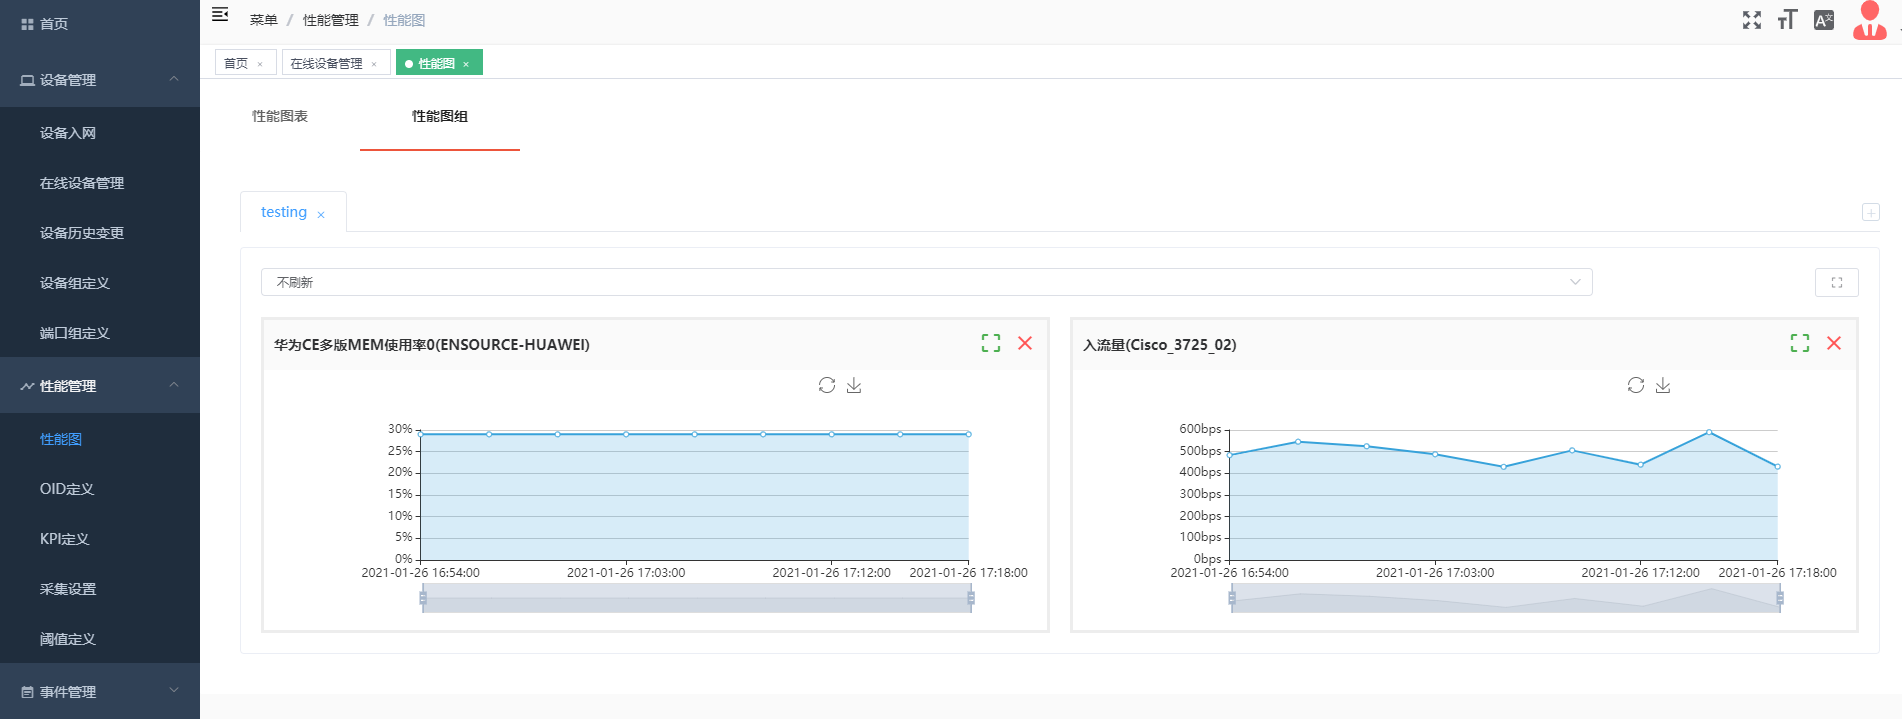 首页
设备管理
设备入网
在线设备管理
设备历史变更
设备组定义
端口组定义
性能管理
性能图
OID定义
KPI定义
采集设置
阈值定义
事件管理
菜单 / 性能管理 / 性能图
首页 × 在线设备管理 × 性能图 ×
性能图表 性能图组
testing ×
不刷新
华为CE多版MEM使用率0(ENSOURCE-HUAWEI)
30%
25%
20%
15%
10%
5%
0%
2021-01-26 16:54:00 2021-01-26 17:03:00 2021-01-26 17:12:00 2021-01-26 17:18:00
入流量(Cisco_3725_02)
600bps
500bps
400bps
300bps
200bps
100bps
0bps
2021-01-26 16:54:00 2021-01-26 17:03:00 2021-01-26 17:12:00 2021-01-26 17:18:00